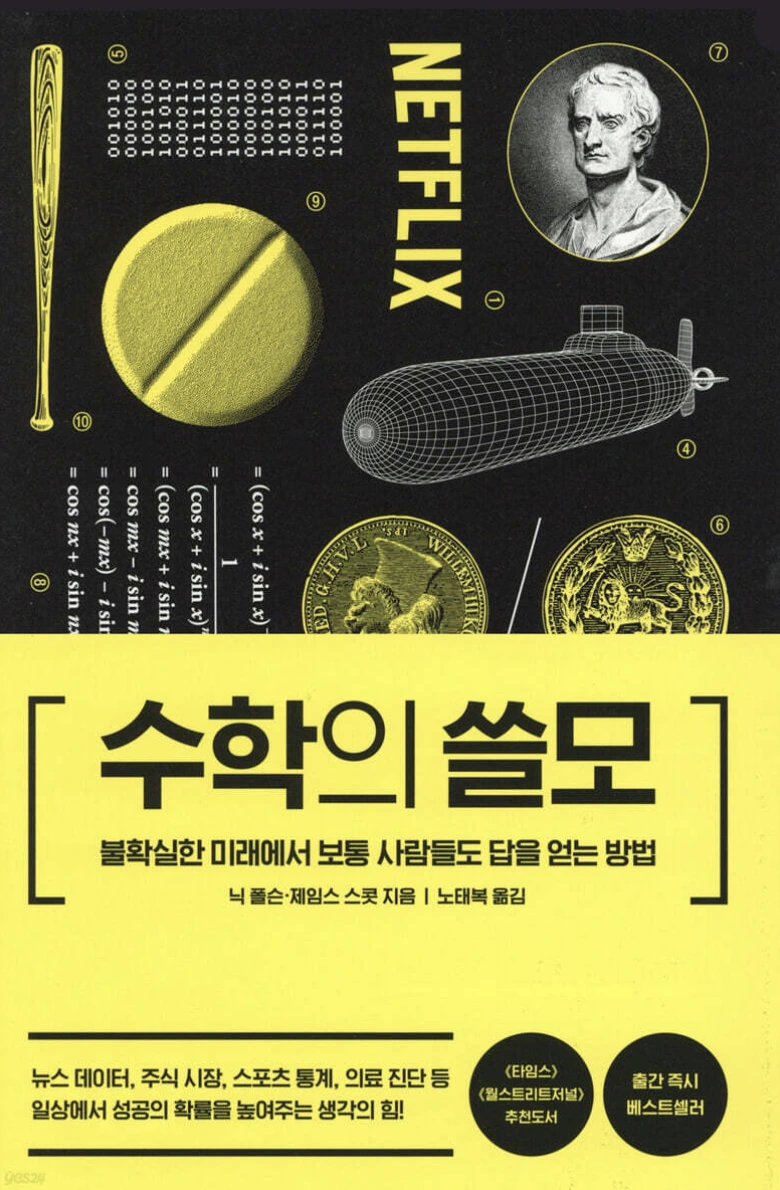 ⑤
NETFLIX
⑦
⑨
①
⑩
④
⑥
⑧
= (cos x + i sin x)
= 1
(cos x + i sin x)
= (cos mx + i sin
= cos mx − i sin
= cos(−mx) − i sin
= cos nx + i sin nx
WILLEM III
G.H.V.L
수학의 쓸모
불확실한 미래에서 보통 사람들도 답을 얻는 방법
닉 폴슨·제임스 스콧 지음 | 노태복 옮김
뉴스 데이터, 주식 시장, 스포츠 통계, 의료 진단 등
일상에서 성공의 확률을 높여주는 생각의 힘!
《타임스》
《월스트리트저널》
추천도서
출간 즉시
베스트셀러
yes24